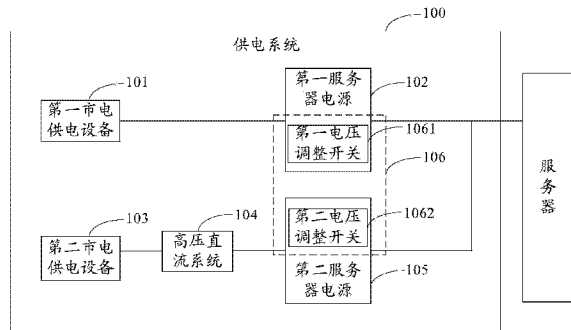 100
供电系统
101
第一市电
供电设备
第一服务
器电源
102
第一电压
调整开关
1061
106
103
第二市电
供电设备
104
高压直
流系统
第二电压
调整开关
1062
第二服务
器电源
105
服
务
器